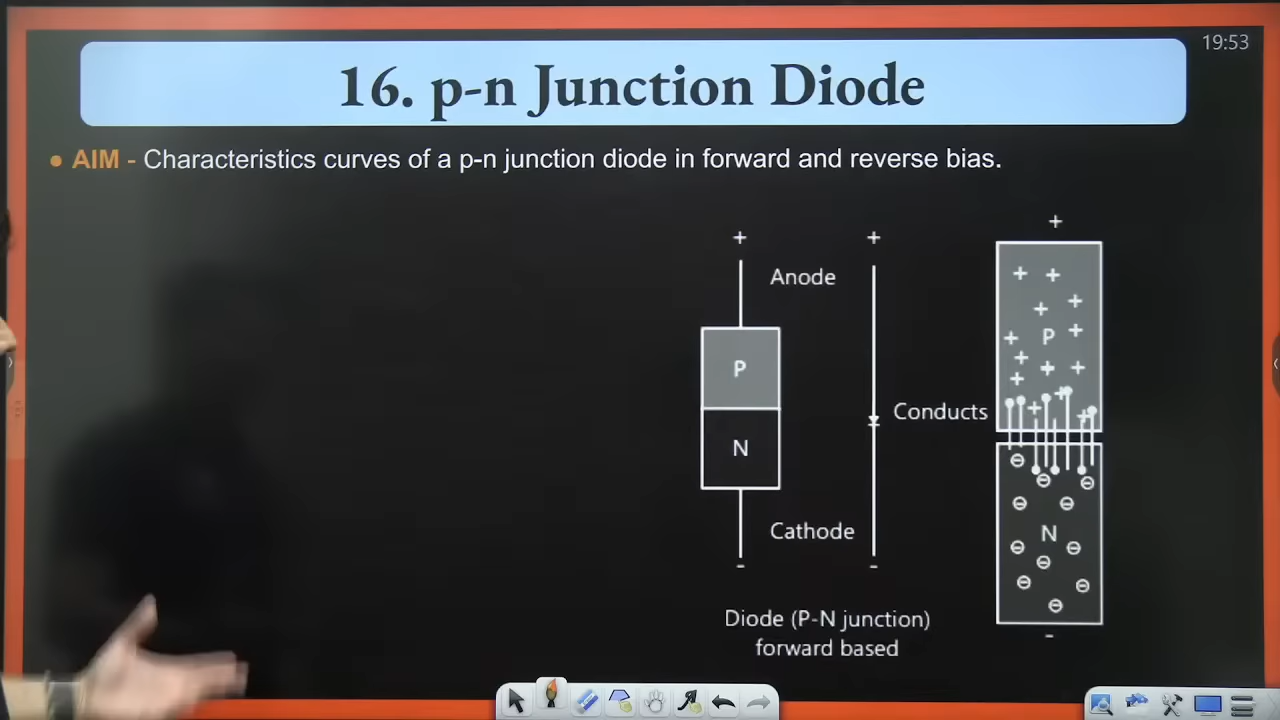 19:53
16. p-n Junction Diode
● AIM - Characteristics curves of a p-n junction diode in forward and reverse bias.
+ + +
Anode
P
N
Cathode
- -
Conducts
+ +
+ +
P +
+
+
+ + +
+
+ +
N
-
Diode (P-N junction)
forward based